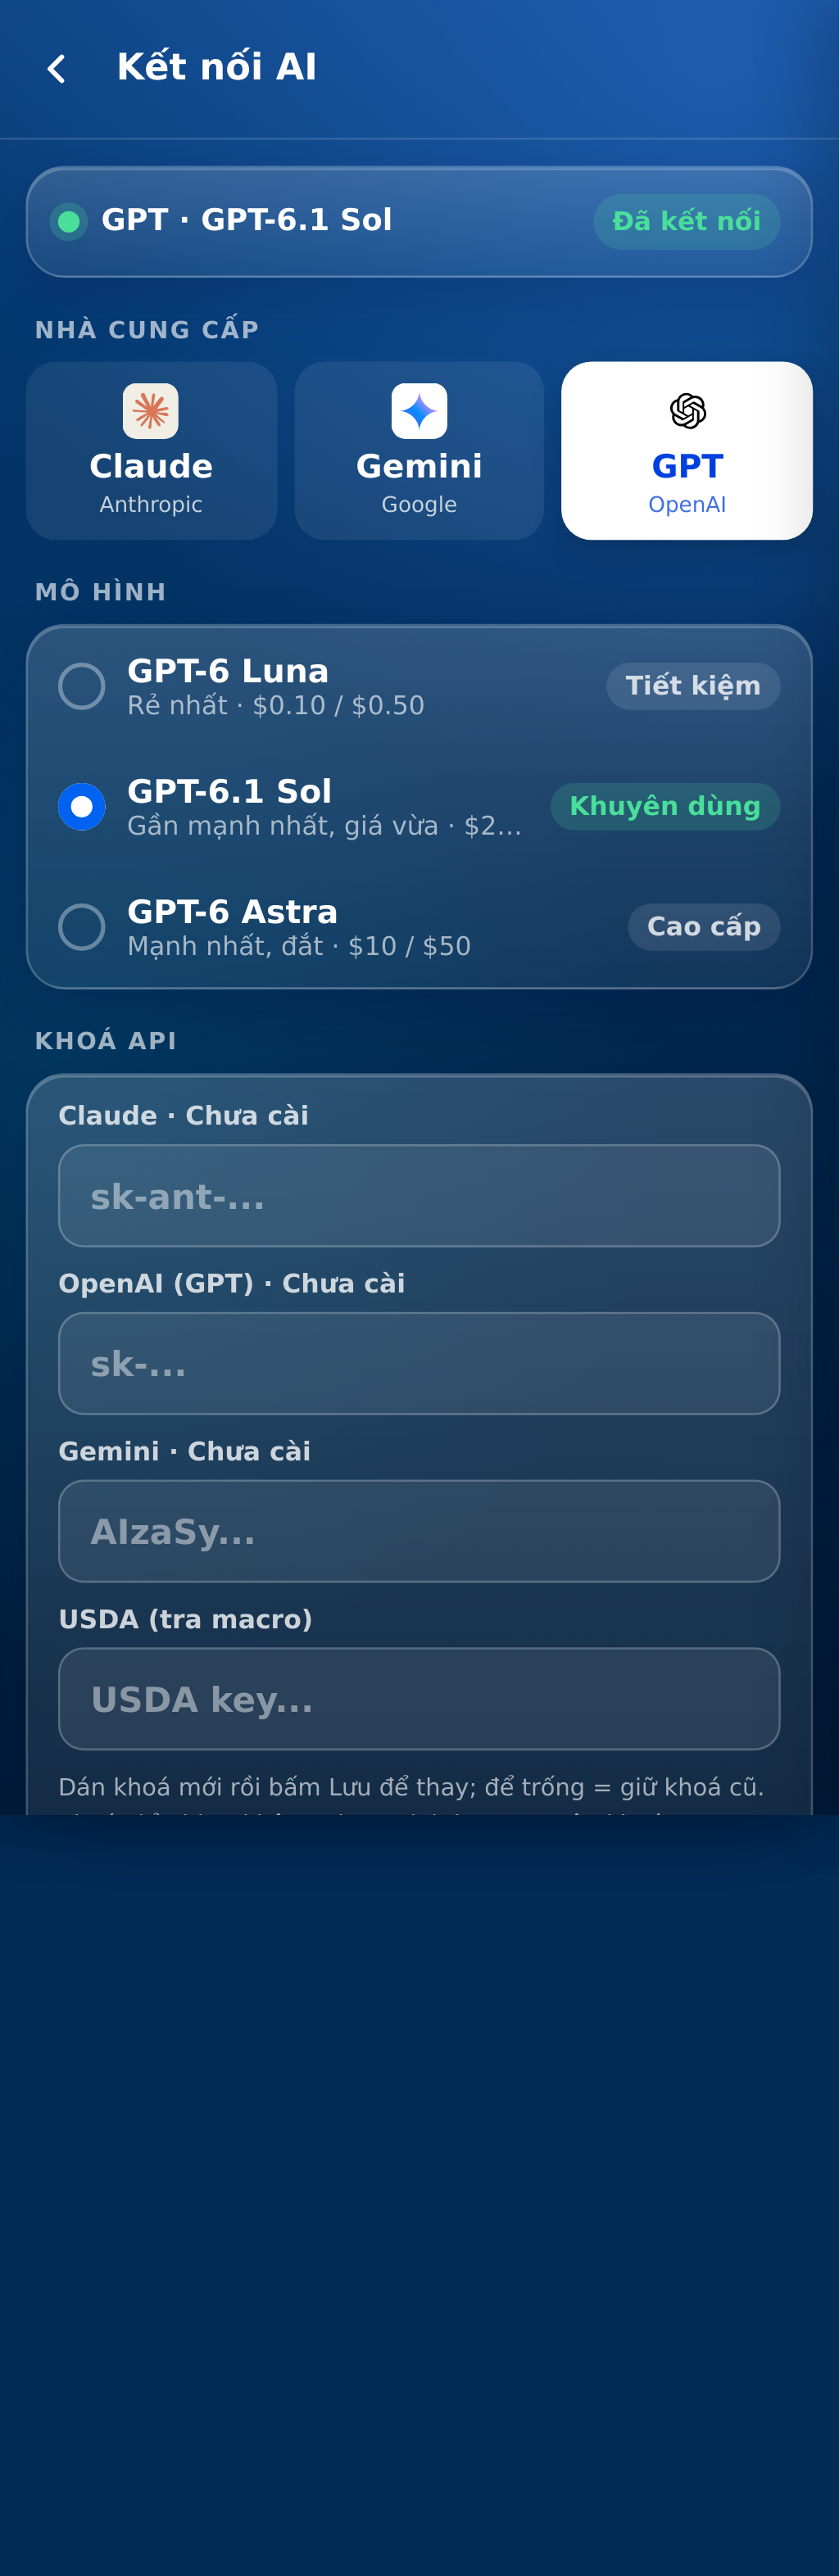 Kết nối AI
GPT · GPT-6.1 Sol
Đã kết nối
NHÀ CUNG CẤP
Claude
Anthropic
Gemini
Google
GPT
OpenAI
MÔ HÌNH
GPT-6 Luna
Rẻ nhất · $0.10 / $0.50
Tiết kiệm
GPT-6.1 Sol
Gần mạnh nhất, giá vừa · $2...
Khuyên dùng
GPT-6 Astra
Mạnh nhất, đắt · $10 / $50
Cao cấp
KHOÁ API
Claude · Chưa cài
sk-ant-...
OpenAI (GPT) · Chưa cài
sk-...
Gemini · Chưa cài
AIzaSy...
USDA (tra macro)
USDA key...
Dán khoá mới rồi bấm Lưu để thay; để trống = giữ khoá cũ.